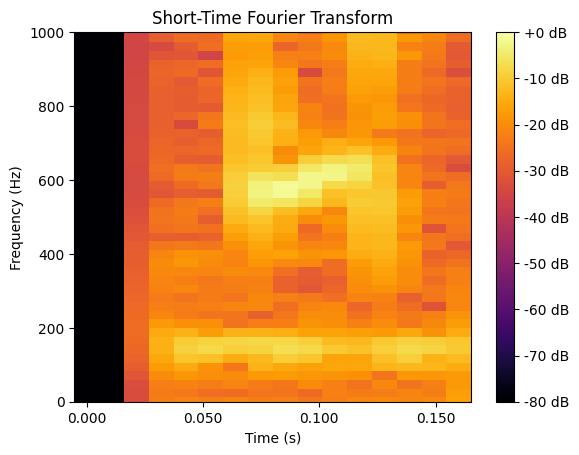 Short-Time Fourier Transform
1000
800
600
400
200
0
Frequency (Hz)
0.000
0.050
0.100
0.150
Time (s)
+0 dB
-10 dB
-20 dB
-30 dB
-40 dB
-50 dB
-60 dB
-70 dB
-80 dB